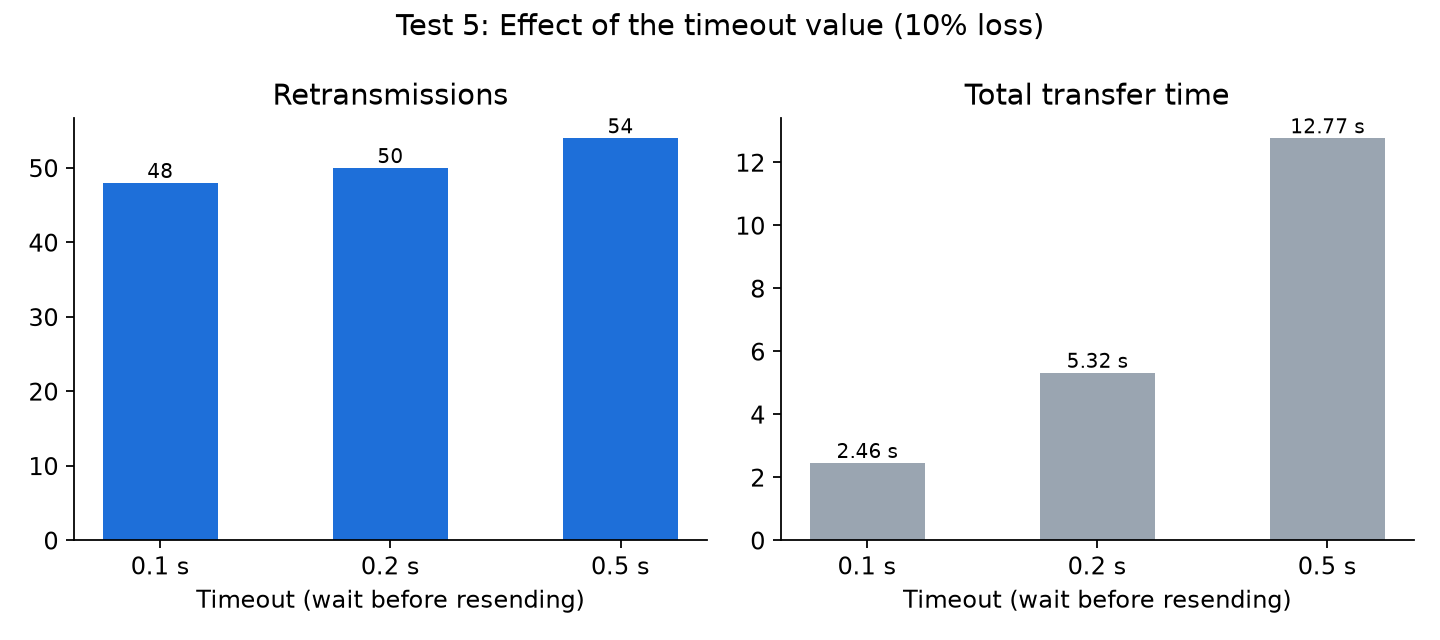 Test 5: Effect of the timeout value (10% loss)
Retransmissions
54
50
48
50
40
30
20
10
0
0.1 s
0.2 s
0.5 s
Timeout (wait before resending)
Total transfer time
12.77 s
5.32 s
2.46 s
12
10
8
6
4
2
0
0.1 s
0.2 s
0.5 s
Timeout (wait before resending)